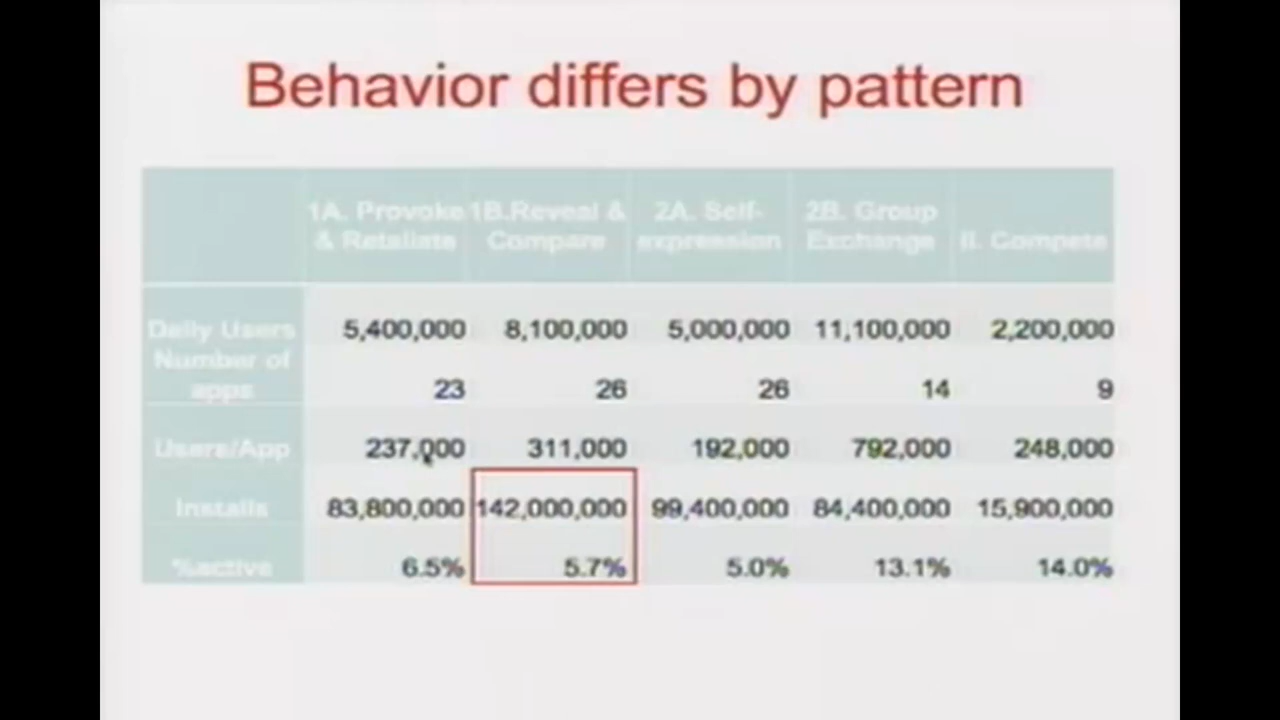 Behavior differs by pattern
1A. Provoke & Retaliate 1B.Reveal & Compare 2A. Self-expression 2B. Group Exchange II. Compete
Daily Users 5,400,000 8,100,000 5,000,000 11,100,000 2,200,000
Number of apps 23 26 26 14 9
Users/App 237,000 311,000 192,000 792,000 248,000
Installs 83,800,000 142,000,000 99,400,000 84,400,000 15,900,000
%active 6.5% 5.7% 5.0% 13.1% 14.0%